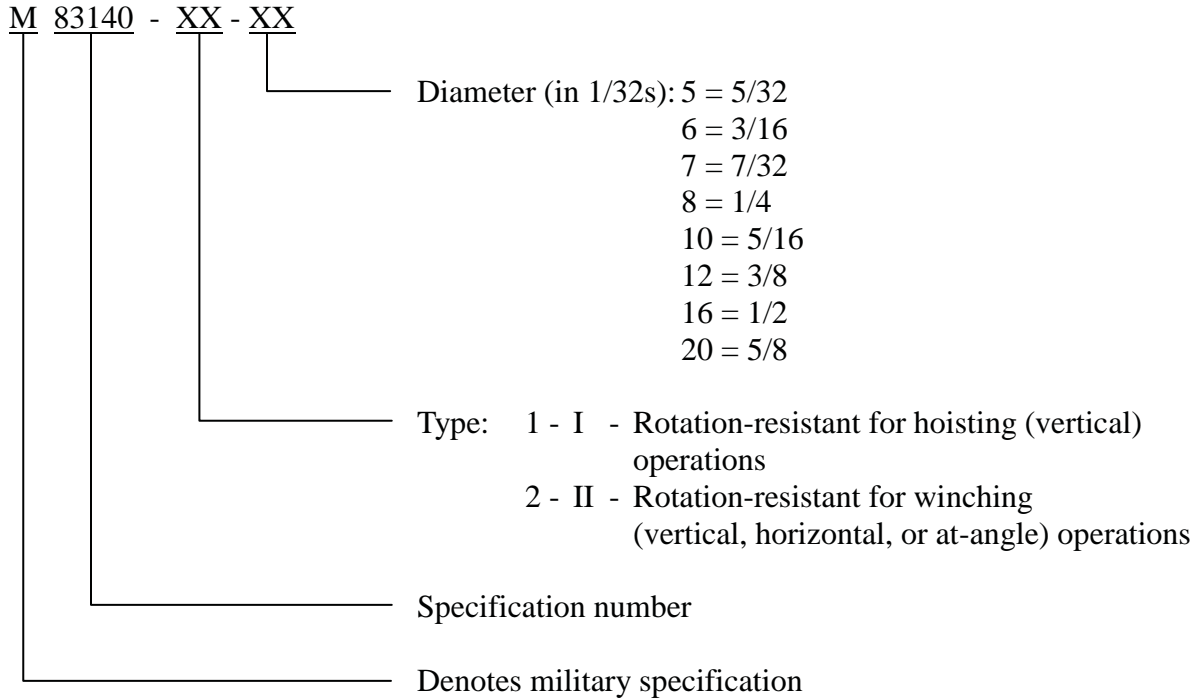 M 83140 - XX - XX
Diameter (in 1/32s): 5 = 5/32
6 = 3/16
7 = 7/32
8 = 1/4
10 = 5/16
12 = 3/8
16 = 1/2
20 = 5/8
Type: 1 - I - Rotation-resistant for hoisting (vertical)
operations
2 - II - Rotation-resistant for winching
(vertical, horizontal, or at-angle) operations
Specification number
Denotes military specification